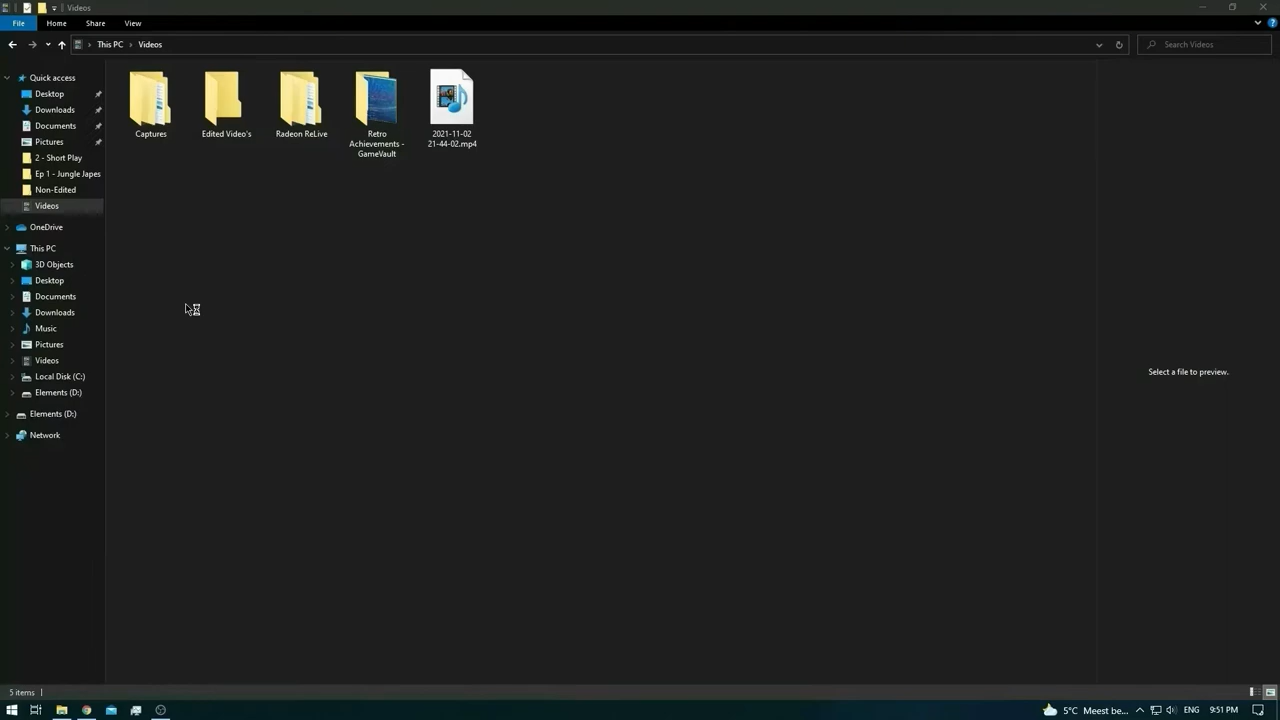 Videos
File
Home
Share
View
This PC
Videos
Search Videos
Quick access
Desktop
Downloads
Documents
Pictures
2 - Short Play
Ep 1 - Jungle Japes
Non-Edited
Videos
OneDrive
This PC
3D Objects
Desktop
Documents
Downloads
Music
Pictures
Videos
Local Disk (C:)
Elements (D:)
Elements (D:)
Network
Captures
Edited Video's
Radeon ReLive
Retro
Achievements -
GameVault
2021-11-02
21-44-02.mp4
Select a file to preview.
5 items
5°C Meest be...
ENG
9:51 PM